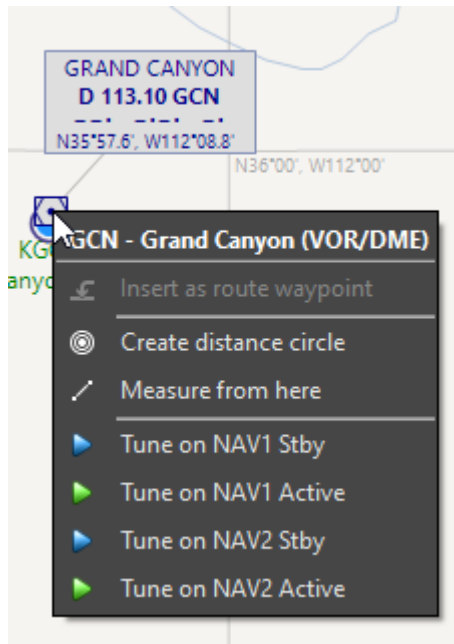 GRAND CANYON
D 113.10 GCN
N35°57.6', W112°08.8'
N36°00', W112°00'
GCN - Grand Canyon (VOR/DME)
Insert as route waypoint
Create distance circle
Measure from here
Tune on NAV1 Stby
Tune on NAV1 Active
Tune on NAV2 Stby
Tune on NAV2 Active